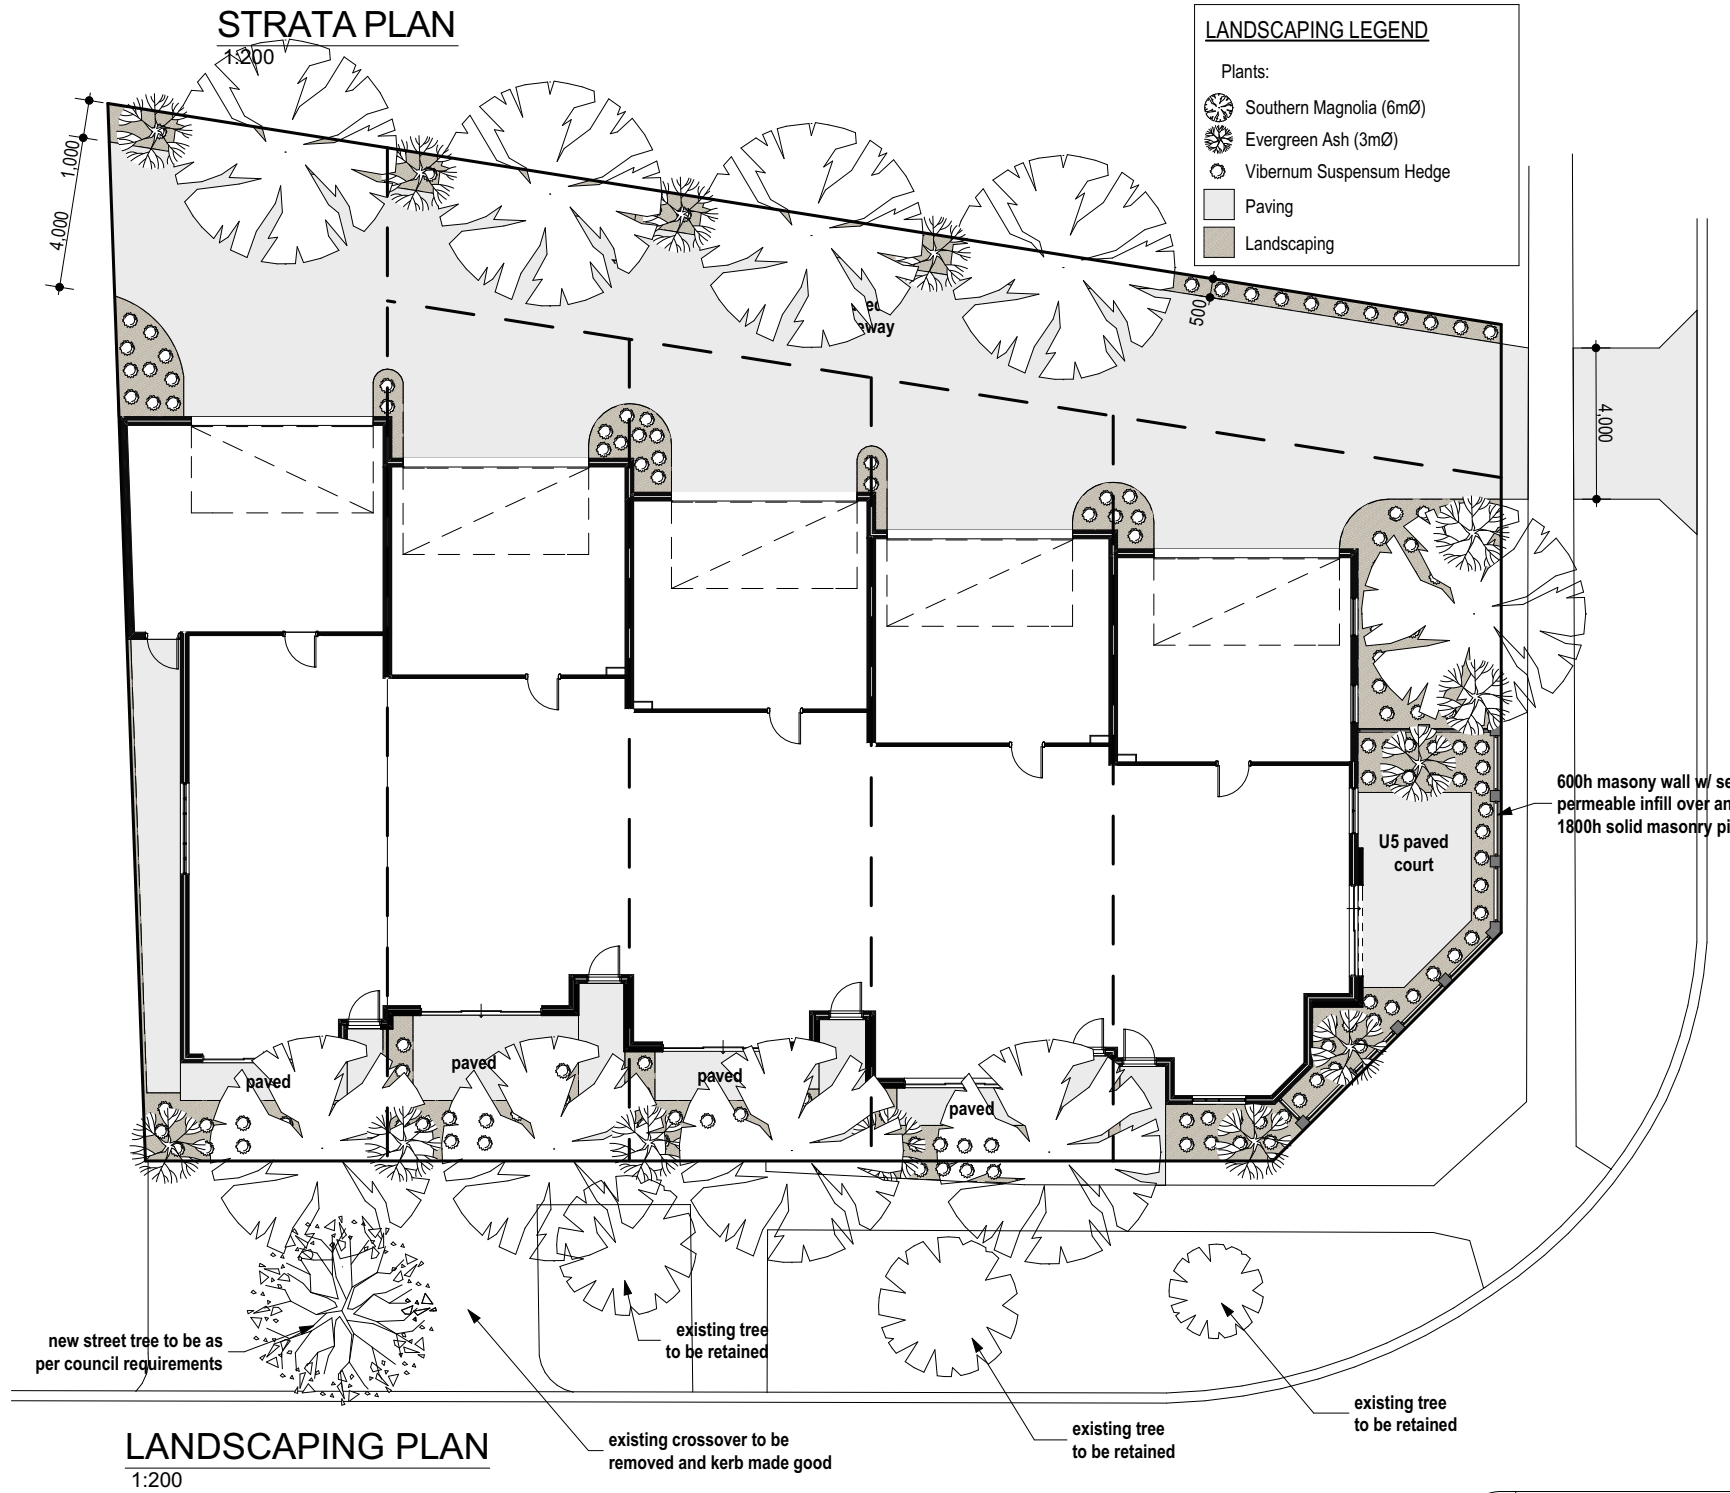 STRATA PLAN
1:200
LANDSCAPING LEGEND
Plants:
Southern Magnolia (6mØ)
Evergreen Ash (3mØ)
Vibernum Suspensum Hedge
Paving
Landscaping
1,000
4,000
500
4,000
eway
600h masony wall w/ se
permeable infill over an
1800h solid masonry pi
U5 paved
court
paved
paved
paved
paved
new street tree to be as
per council requirements
existing tree
to be retained
existing tree
to be retained
existing tree
to be retained
existing crossover to be
removed and kerb made good
LANDSCAPING PLAN
1:200